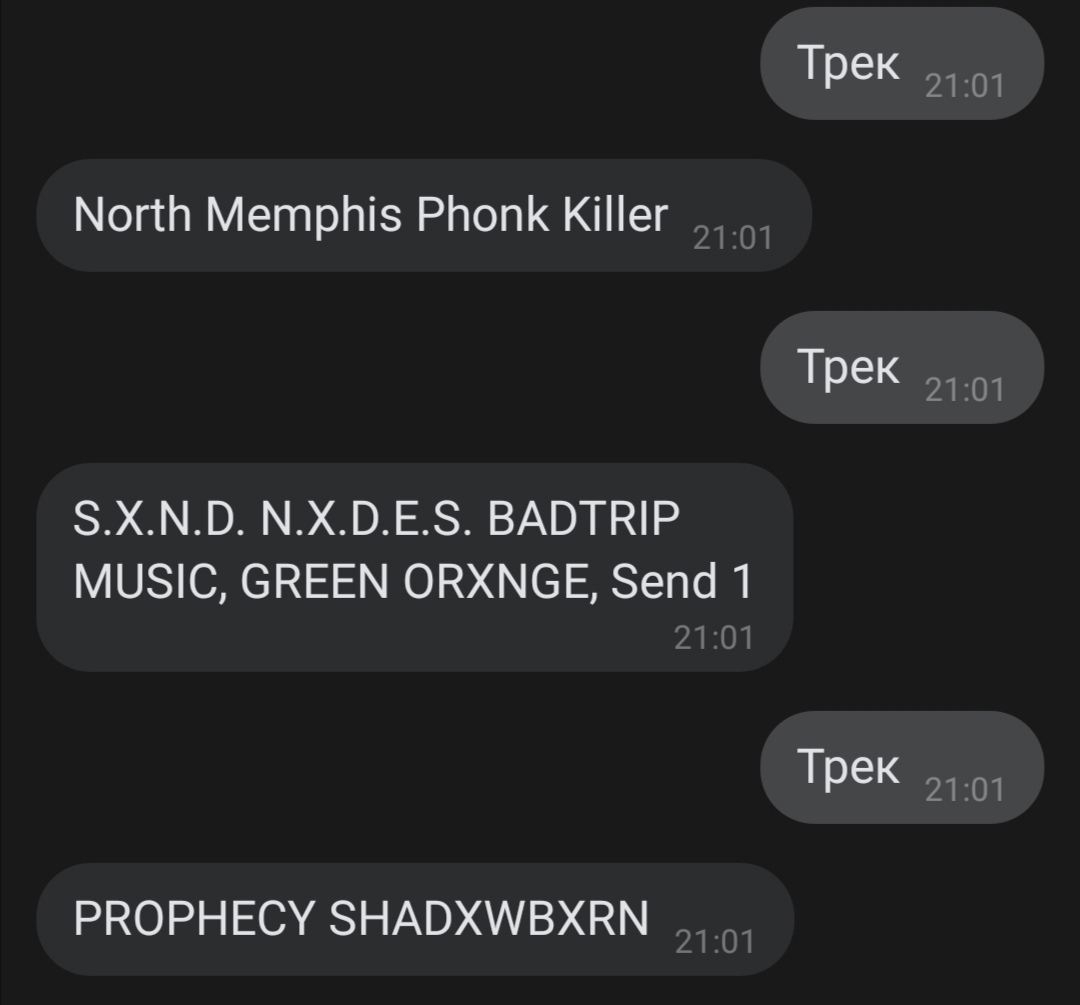 Трек 21:01
North Memphis Phonk Killer 21:01
Трек 21:01
S.X.N.D. N.X.D.E.S. BADTRIP
MUSIC, GREEN ORXNGE, Send 1
21:01
Трек 21:01
PROPHECY SHADXWBXRN 21:01